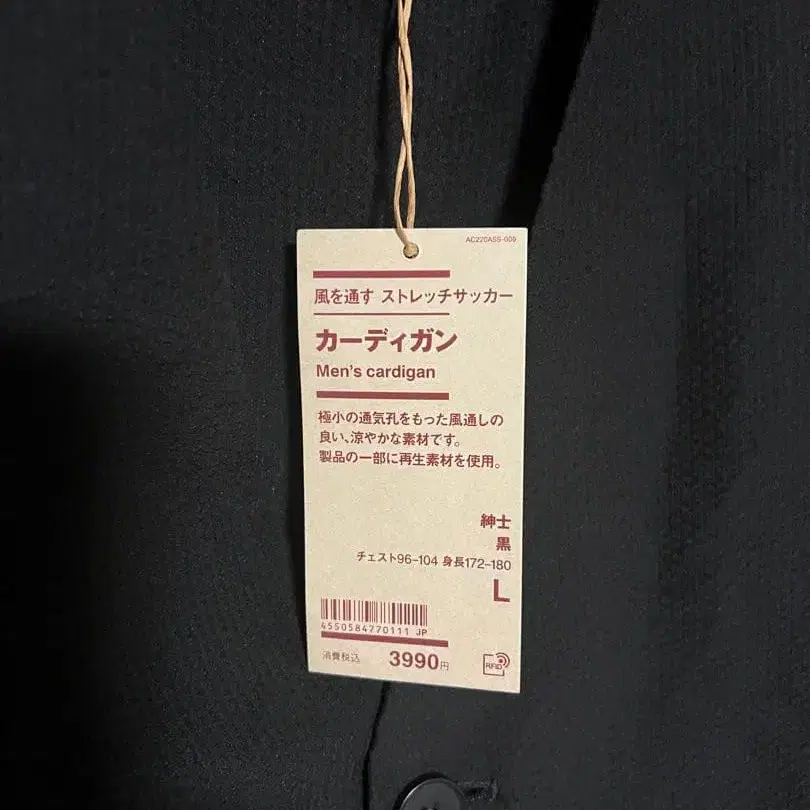 AC220A5S-009
風を通す ストレッチサッカー
カーディガン
Men's cardigan
極小の通気孔をもった風通しの
良い、涼やかな素材です。
製品の一部に再生素材を使用。
紳士
黒
チェスト96-104 身長172-180
L
4550584770111 JP
消費税込 3990円
RFID